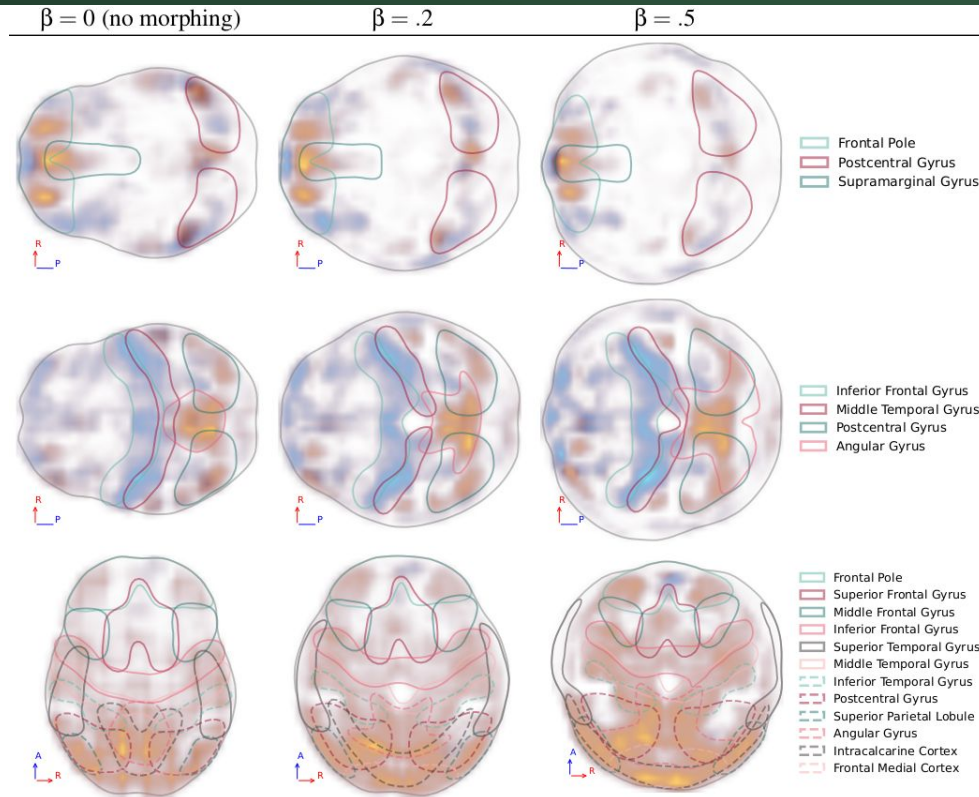 β = 0 (no morphing) β = .2 β = .5
Frontal Pole
Postcentral Gyrus
Supramarginal Gyrus
R
P
R
P
R
P
Inferior Frontal Gyrus
Middle Temporal Gyrus
Postcentral Gyrus
Angular Gyrus
R
P
R
P
R
P
Frontal Pole
Superior Frontal Gyrus
Middle Frontal Gyrus
Inferior Frontal Gyrus
Superior Temporal Gyrus
Middle Temporal Gyrus
Inferior Temporal Gyrus
Postcentral Gyrus
Superior Parietal Lobule
Angular Gyrus
Intracalcarine Cortex
Frontal Medial Cortex
A
R
A
R
A
R